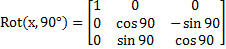 Rot(x, 90°) = [1 0 0
0 cos 90 − sin 90
0 sin 90 cos 90]